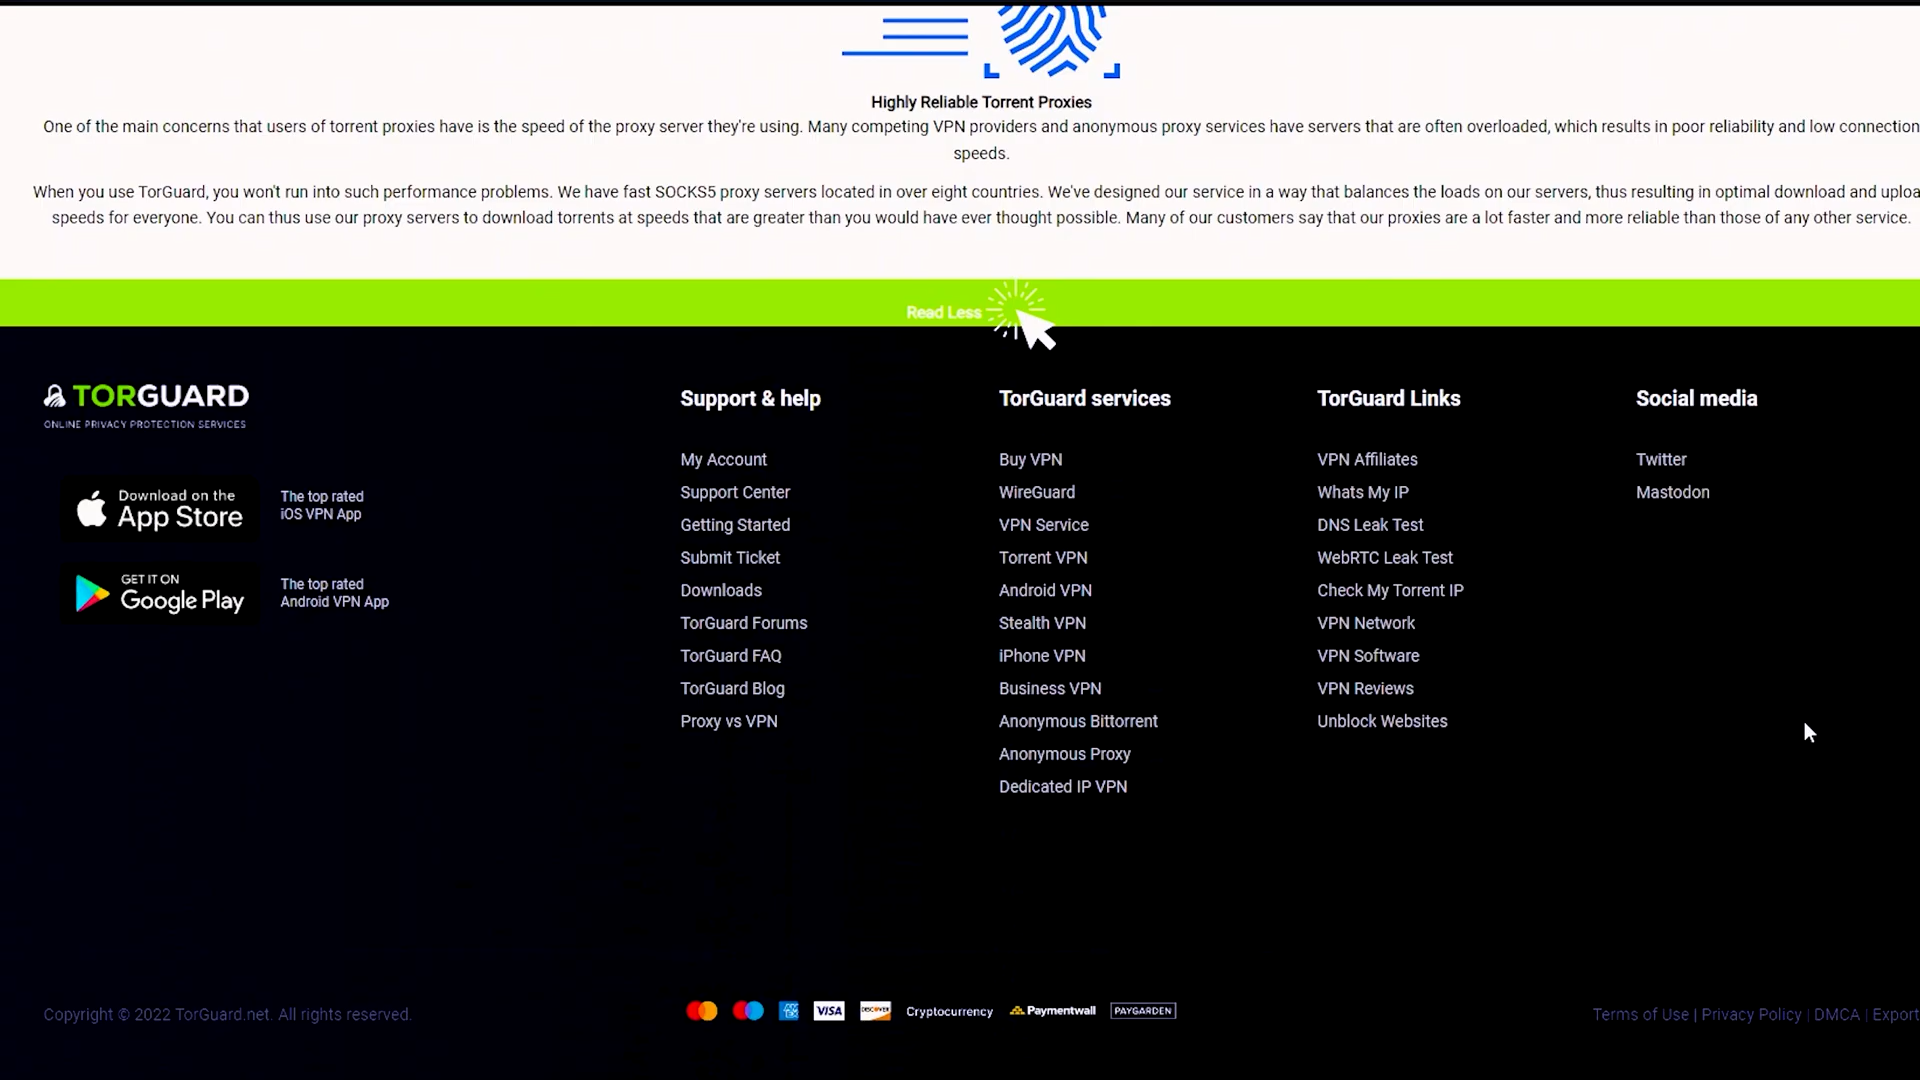 Highly Reliable Torrent Proxies
One of the main concerns that users of torrent proxies have is the speed of the proxy server they're using. Many competing VPN providers and anonymous proxy services have servers that are often overloaded, which results in poor reliability and low connection
speeds.
When you use TorGuard, you won't run into such performance problems. We have fast SOCKS5 proxy servers located in over eight countries. We've designed our service in a way that balances the loads on our servers, thus resulting in optimal download and uploa
speeds for everyone. You can thus use our proxy servers to download torrents at speeds that are greater than you would have ever thought possible. Many of our customers say that our proxies are a lot faster and more reliable than those of any other service.
Read Less
TORGUARD
ONLINE PRIVACY PROTECTION SERVICES
Download on the
App Store
The top rated
iOS VPN App
GET IT ON
Google Play
The top rated
Android VPN App
Support & help
My Account
Support Center
Getting Started
Submit Ticket
Downloads
TorGuard Forums
TorGuard FAQ
TorGuard Blog
Proxy vs VPN
TorGuard services
Buy VPN
WireGuard
VPN Service
Torrent VPN
Android VPN
Stealth VPN
iPhone VPN
Business VPN
Anonymous Bittorrent
Anonymous Proxy
Dedicated IP VPN
TorGuard Links
VPN Affiliates
Whats My IP
DNS Leak Test
WebRTC Leak Test
Check My Torrent IP
VPN Network
VPN Software
VPN Reviews
Unblock Websites
Social media
Twitter
Mastodon
Copyright © 2022 TorGuard.net. All rights reserved.
VISA DISCOVER Cryptocurrency Paymentwall PAYGARDEN
Terms of Use | Privacy Policy | DMCA | Export